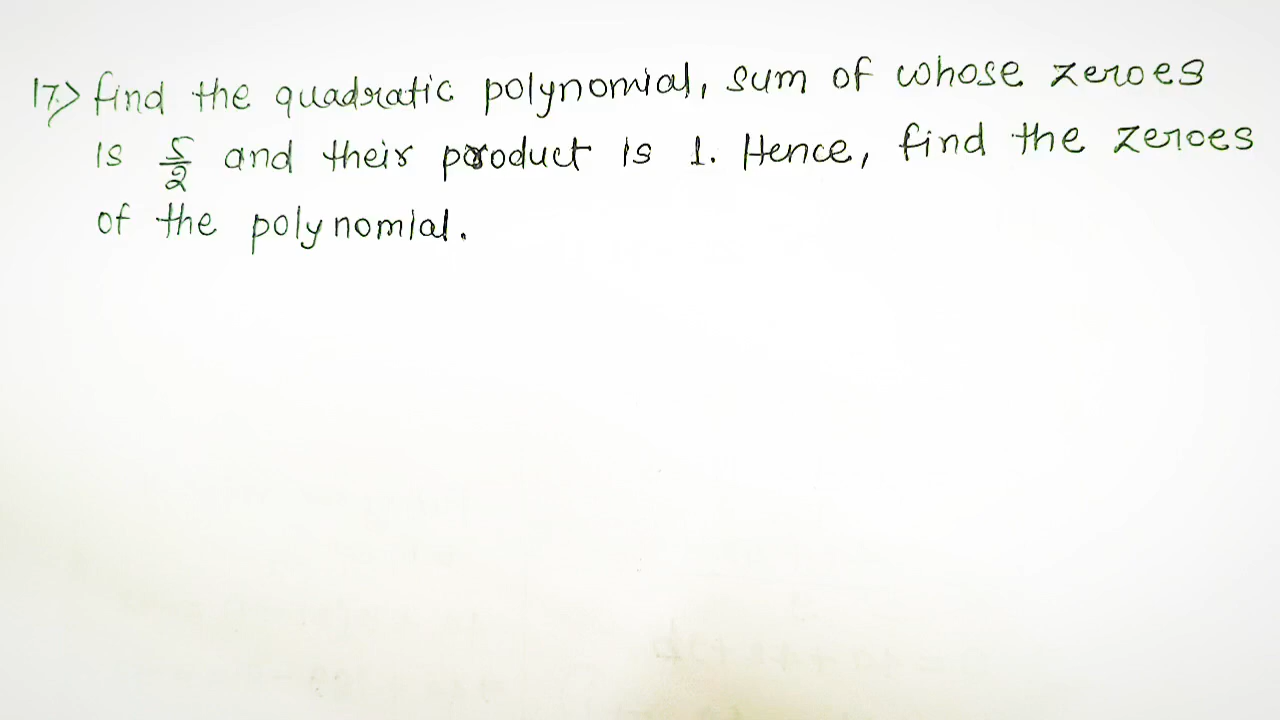 17.> find the quadratic polynomial, sum of whose zeroes
is 5/2 and their product is 1. Hence, find the zeroes
of the polynomial.